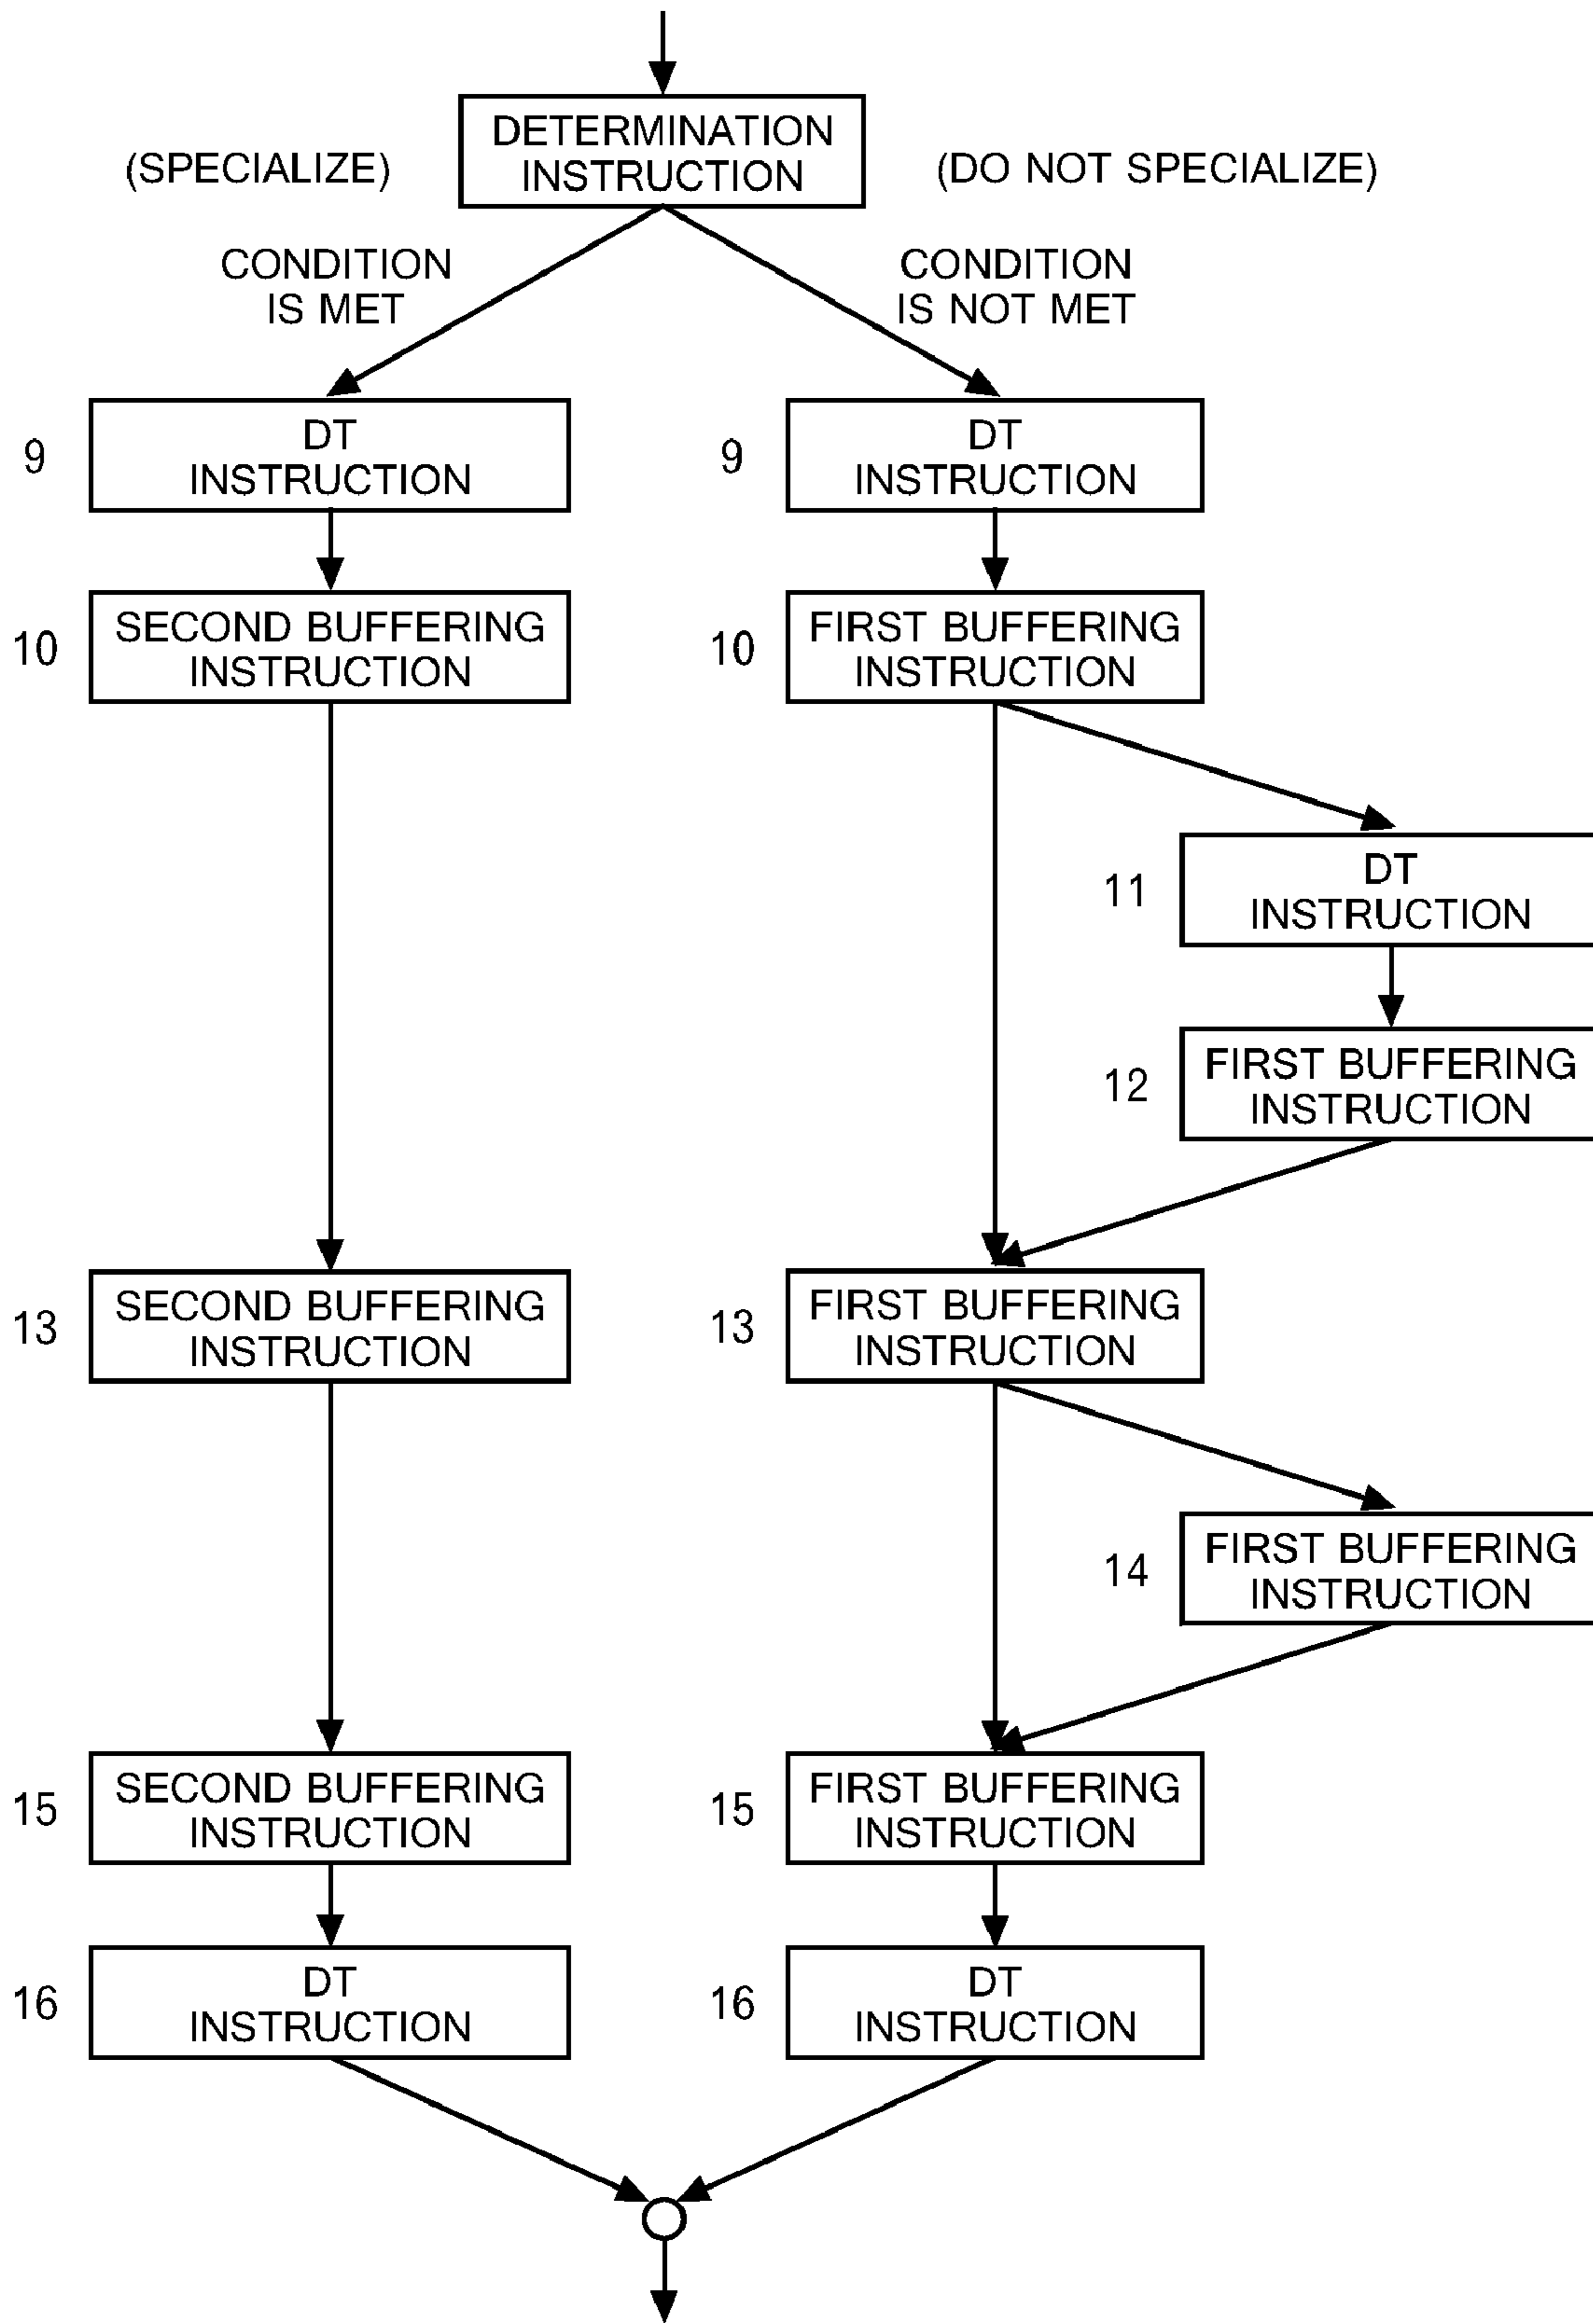 DETERMINATION
INSTRUCTION
(SPECIALIZE)
(DO NOT SPECIALIZE)
CONDITION
IS MET
CONDITION
IS NOT MET
9
DT
INSTRUCTION
9
DT
INSTRUCTION
10
SECOND BUFFERING
INSTRUCTION
10
FIRST BUFFERING
INSTRUCTION
11
DT
INSTRUCTION
12
FIRST BUFFERING
INSTRUCTION
13
SECOND BUFFERING
INSTRUCTION
13
FIRST BUFFERING
INSTRUCTION
14
FIRST BUFFERING
INSTRUCTION
15
SECOND BUFFERING
INSTRUCTION
15
FIRST BUFFERING
INSTRUCTION
16
DT
INSTRUCTION
16
DT
INSTRUCTION